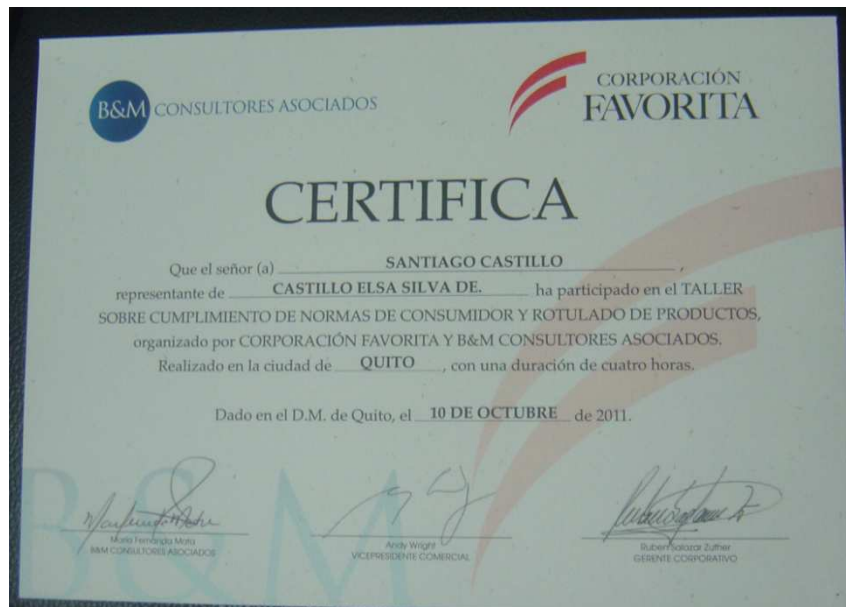 B&M CONSULTORES ASOCIADOS
CORPORACIÓN
FAVORITA
CERTIFICA
Que el señor (a) SANTIAGO CASTILLO,
representante de CASTILLO ELSA SILVA DE. ha participado en el TALLER
SOBRE CUMPLIMIENTO DE NORMAS DE CONSUMIDOR Y ROTULADO DE PRODUCTOS,
organizado por CORPORACIÓN FAVORITA Y B&M CONSULTORES ASOCIADOS.
Realizado en la ciudad de QUITO, con una duración de cuatro horas.
Dado en el D.M. de Quito, el 10 DE OCTUBRE de 2011.
B&M
María Fernanda Mata
B&M CONSULTORES ASOCIADOS
Andy Wright
VICEPRESIDENTE COMERCIAL
Ruben Salazar Zuther
GERENTE CORPORATIVO